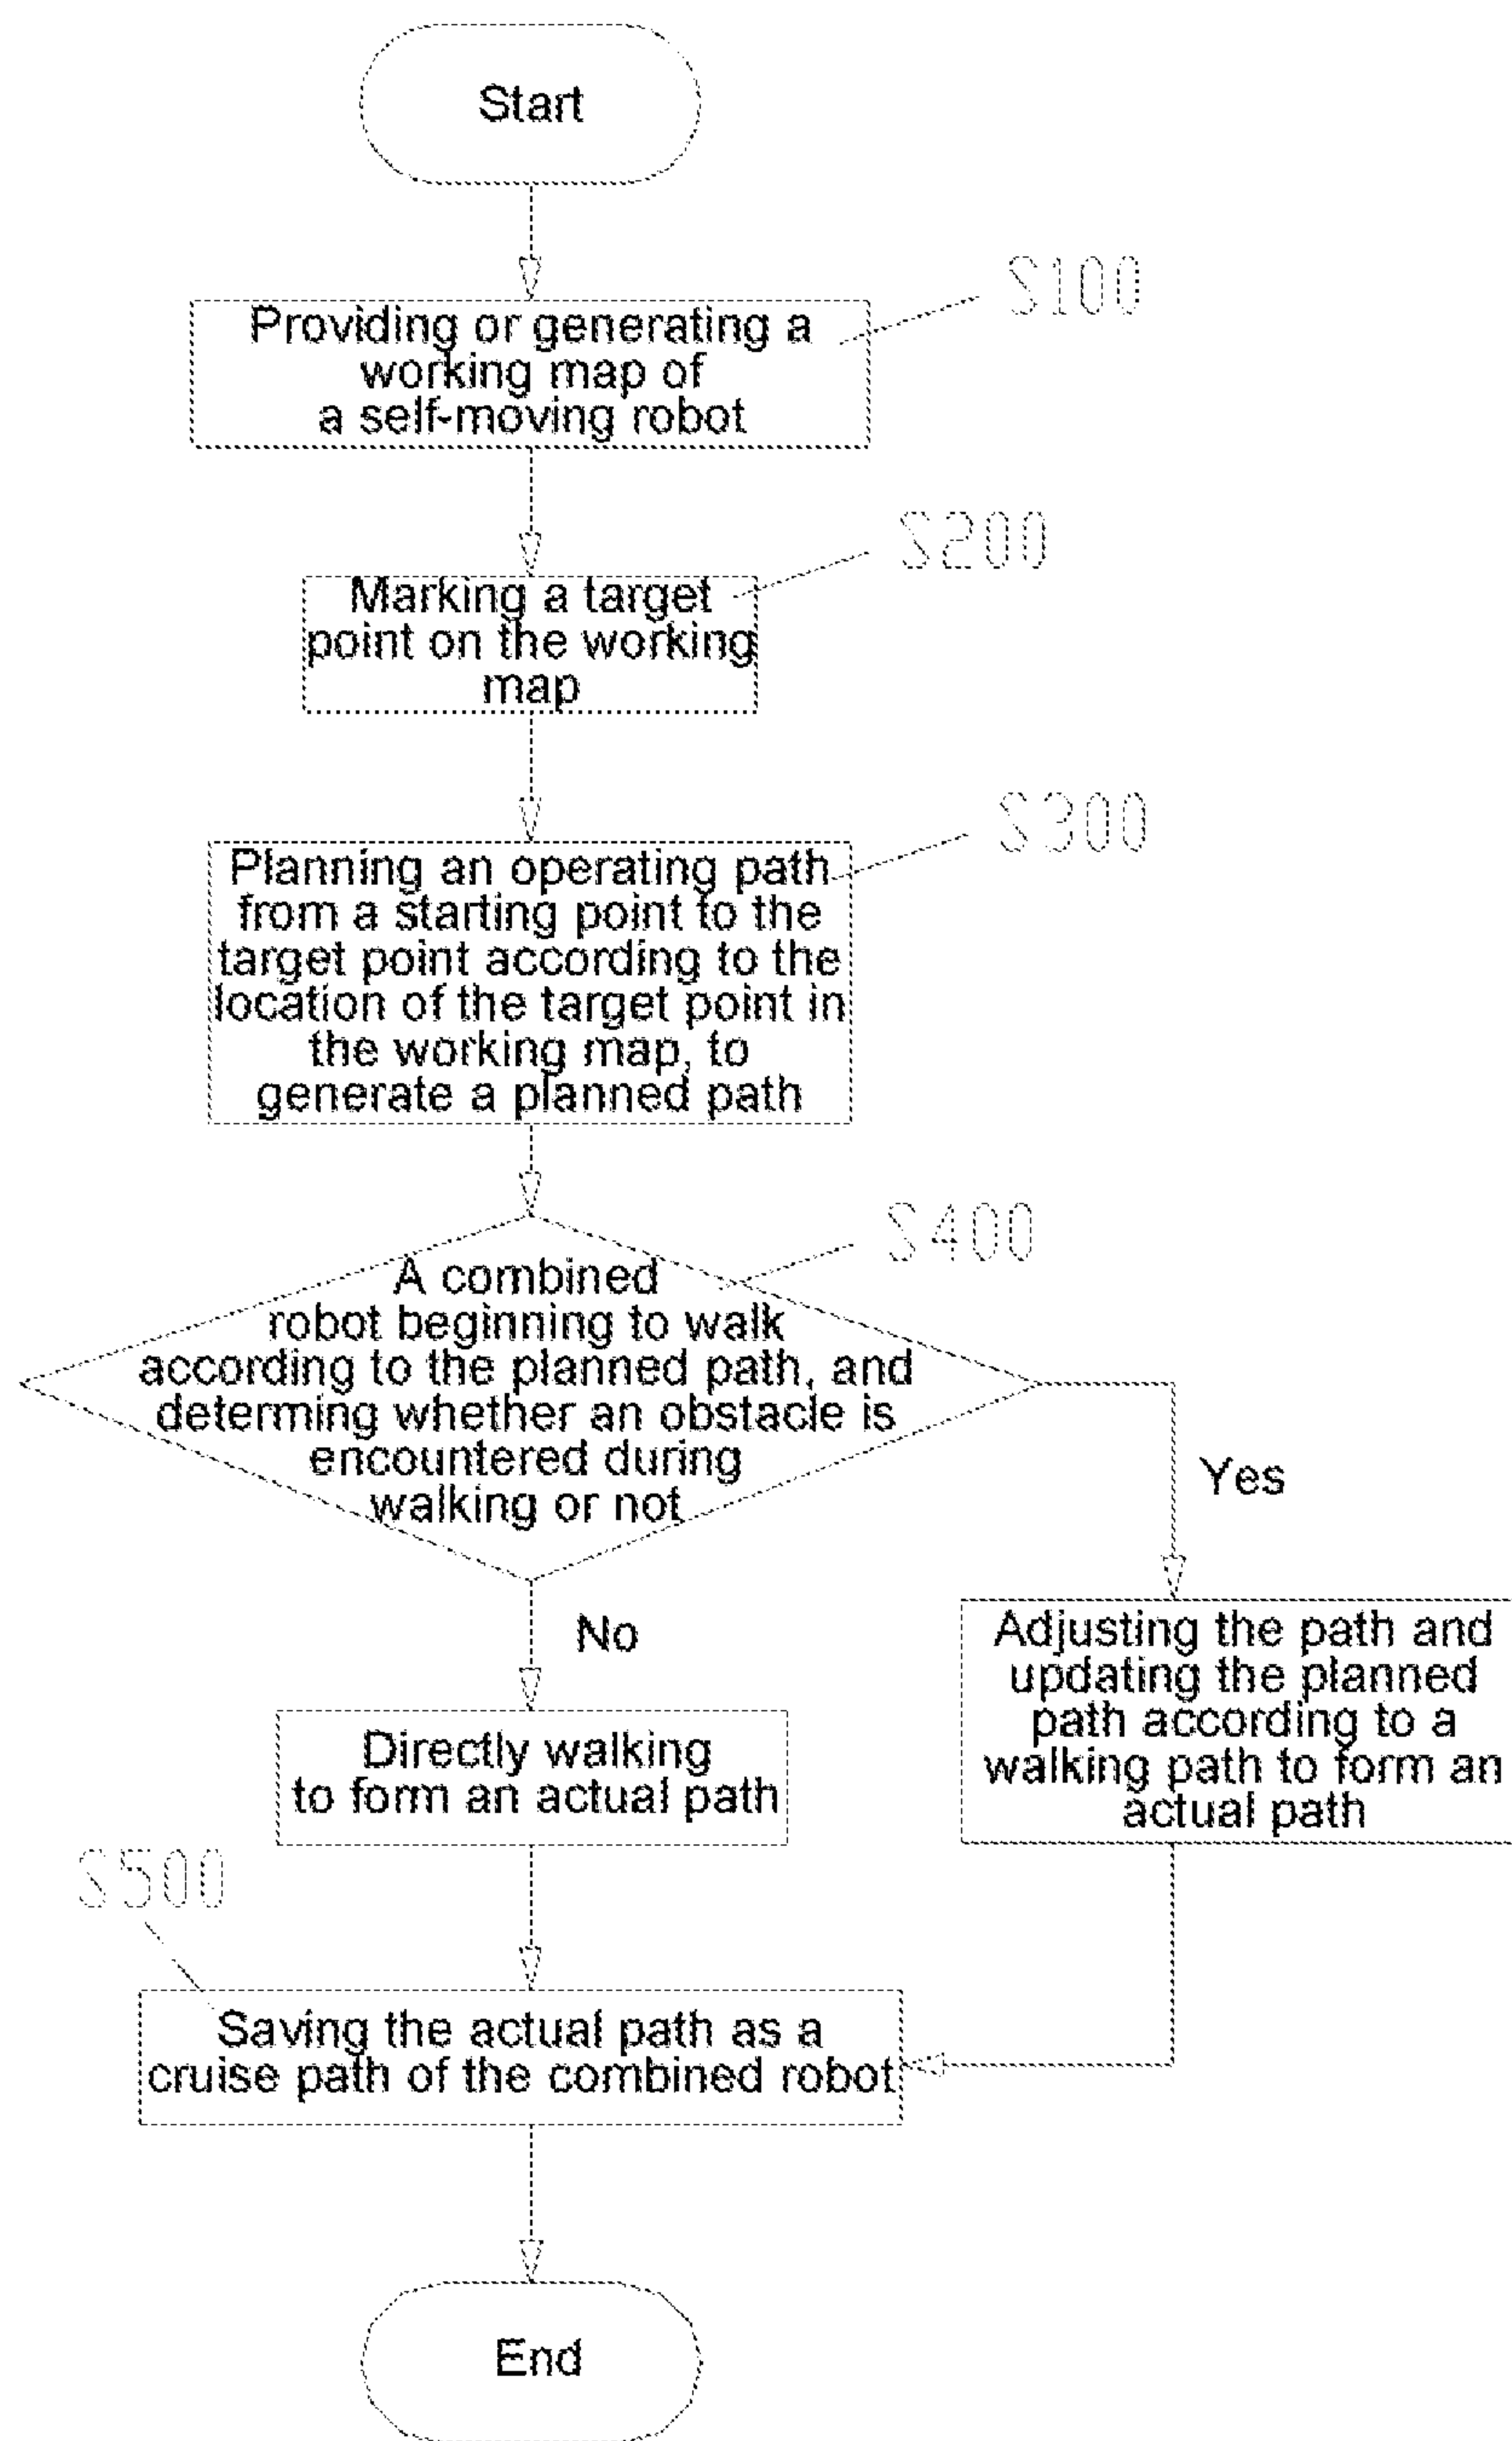 Start
S100
Providing or generating a
working map of
a self-moving robot
S200
Marking a target
point on the working
map
S300
Planning an operating path
from a starting point to the
target point according to the
location of the target point in
the working map, to
generate a planned path
S400
A combined
robot beginning to walk
according to the planned path, and
determing whether an obstacle is
encountered during
walking or not
Yes
No
Adjusting the path and
updating the planned
path according to a
walking path to form an
actual path
Directly walking
to form an actual path
S500
Saving the actual path as a
cruise path of the combined robot
End